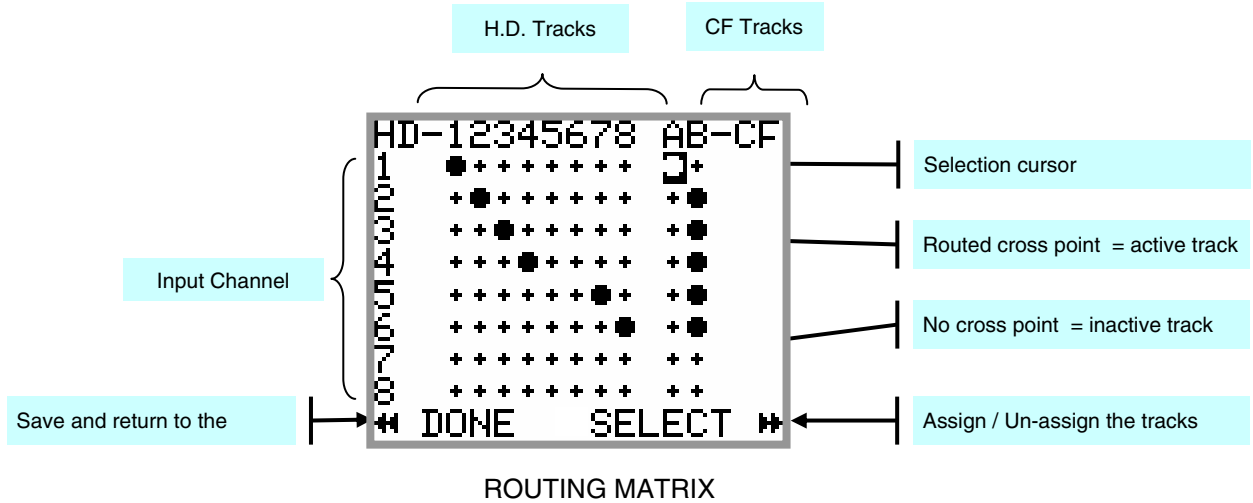 H.D. Tracks
CF Tracks
HD-12345678 AB-CF
1
2
3
4
5
6
7
8
DONE SELECT
Input Channel
Save and return to the
Selection cursor
Routed cross point = active track
No cross point = inactive track
Assign / Un-assign the tracks
ROUTING MATRIX